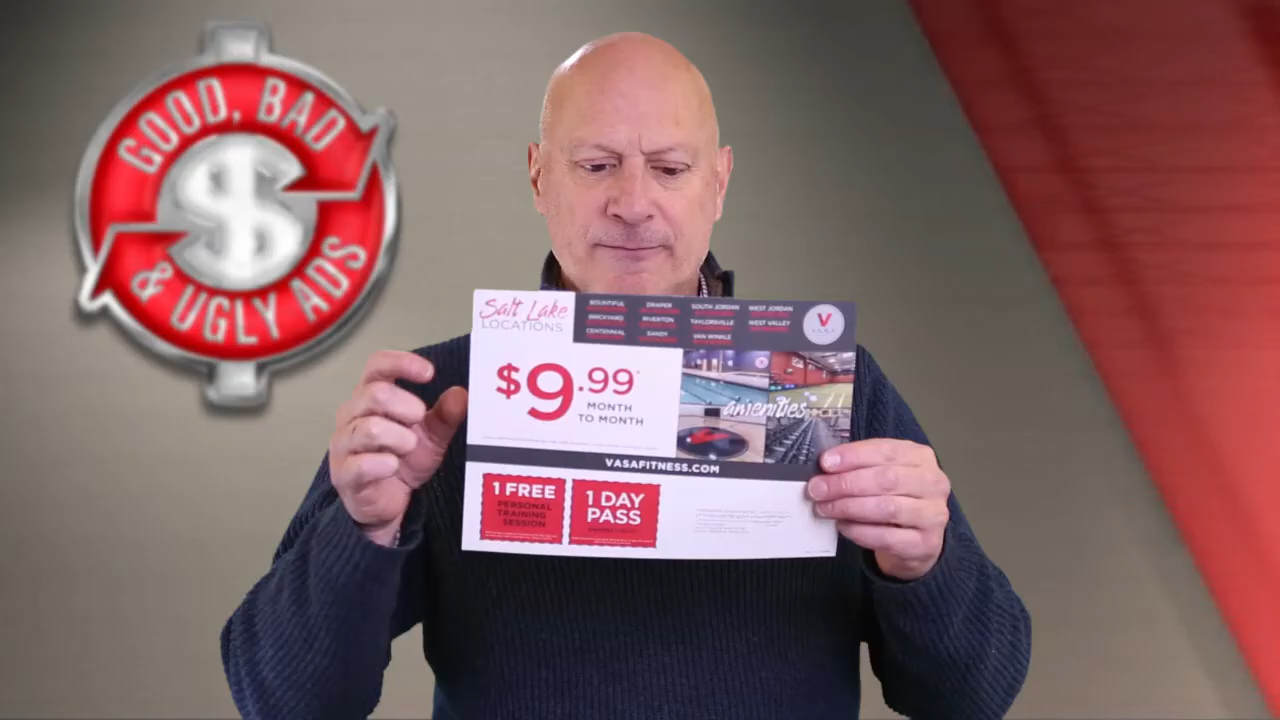 GOOD, BAD
$
& UGLY ADS
Salt Lake
LOCATIONS
BOUNTIFUL DRAPER SOUTH JORDAN WEST JORDAN
BRICKYARD RIVERTON TAYLORSVILLE WEST VALLEY
CENTENNIAL SANDY VAN WINKLE
V
VASA
$9.99*
MONTH
TO MONTH
amenities
VASAFITNESS.COM
1 FREE
PERSONAL
TRAINING
SESSION
1 DAY
PASS